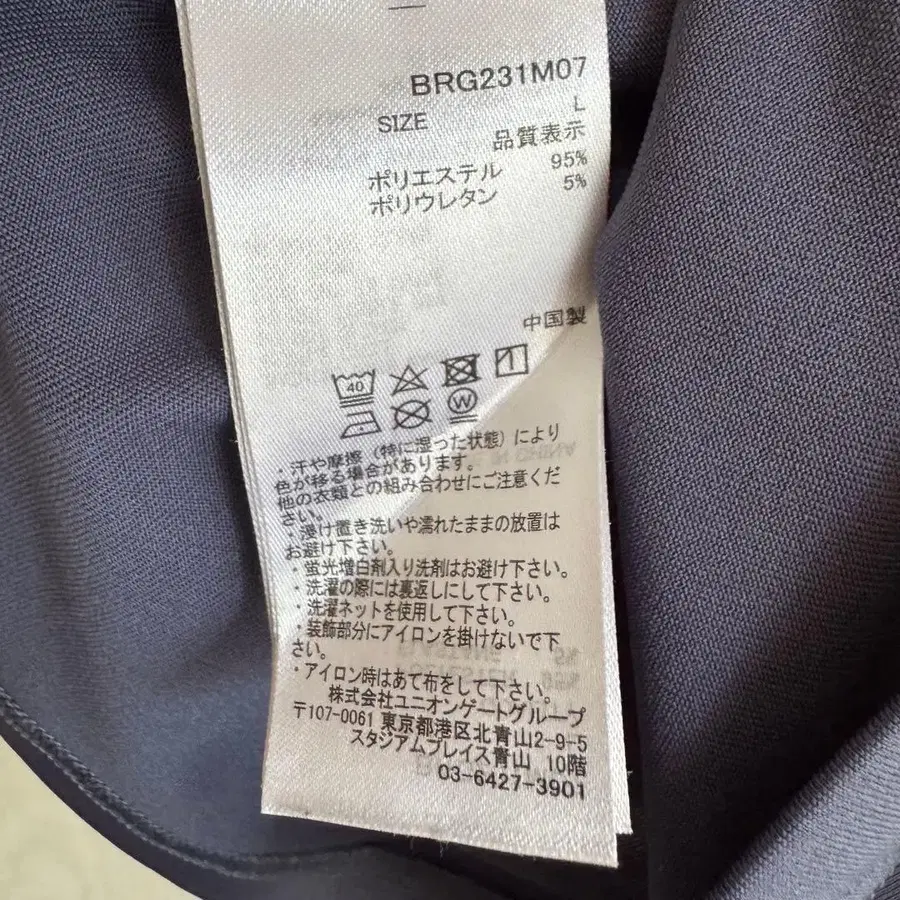 BRG231M07
SIZE L
品質表示
ポリエステル 95%
ポリウレタン 5%
中国製
40
W
・汗や摩擦（特に湿った状態）により
色が移る場合があります。
他の衣類との組み合わせにご注意くだ
さい。
・浸け置き洗いや濡れたままの放置は
お避け下さい。
・蛍光増白剤入り洗剤はお避け下さい。
・洗濯の際には裏返しにして下さい。
・洗濯ネットを使用して下さい。
・装飾部分にアイロンを掛けないで下
さい。
・アイロン時はあて布をして下さい。
株式会社ユニオンゲートグループ
〒107-0061 東京都港区北青山2-9-5
スタジアムプレイス青山 10階
03-6427-3901